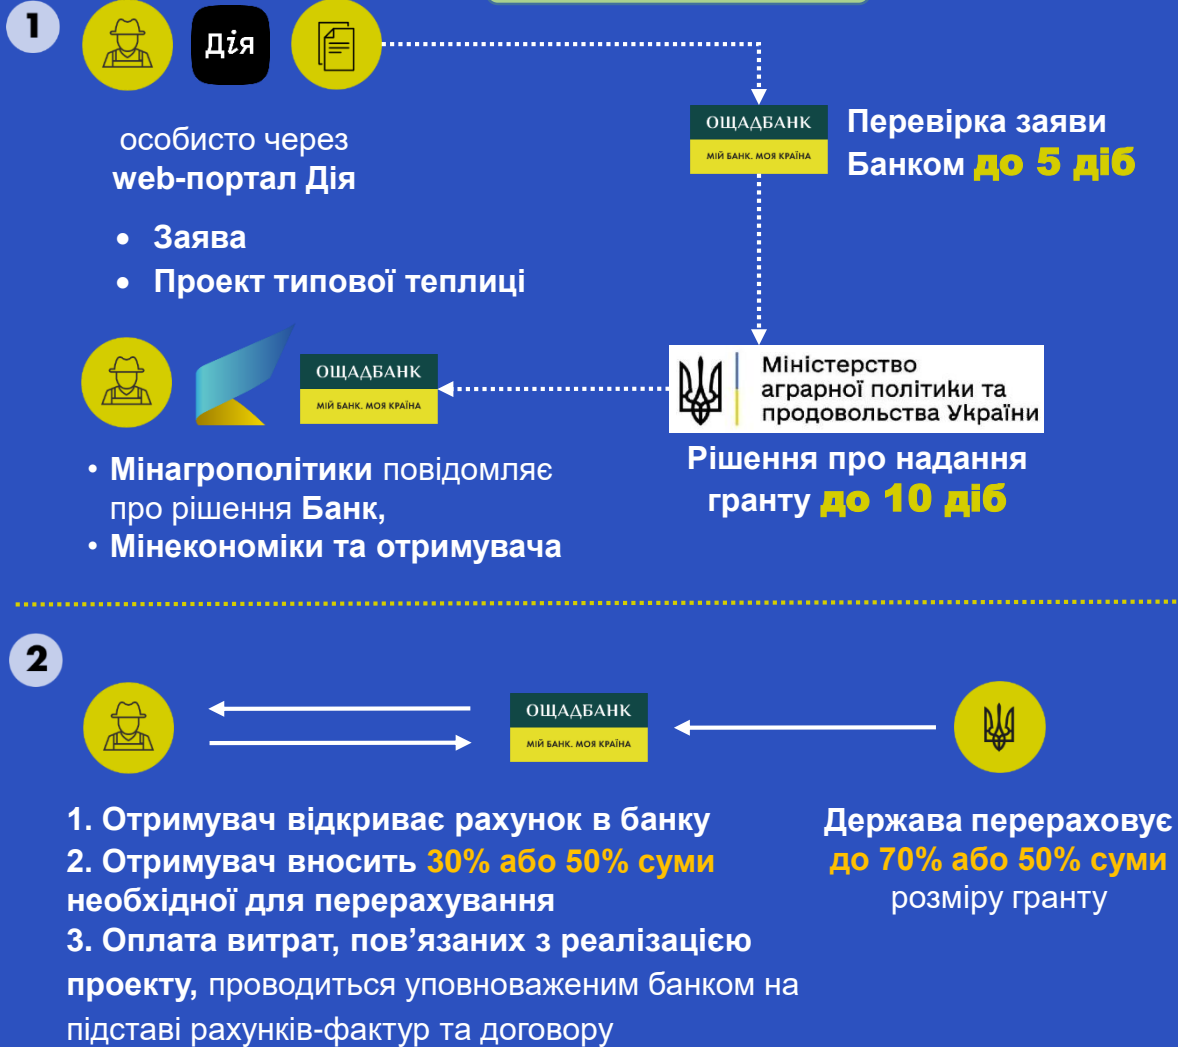 1
Дія
особисто через
web-портал Дія
• Заява
• Проект типової теплиці
ОЩАДБАНК
МІЙ БАНК. МОЯ КРАЇНА
Перевірка заяви
Банком до 5 діб
Міністерство
аграрної політики та
продовольства України
Рішення про надання
гранту до 10 діб
ОЩАДБАНК
МІЙ БАНК. МОЯ КРАЇНА
• Мінагрополітики повідомляє
про рішення Банк,
• Мінекономіки та отримувача
2
ОЩАДБАНК
МІЙ БАНК. МОЯ КРАЇНА
1. Отримувач відкриває рахунок в банку
2. Отримувач вносить 30% або 50% суми
необхідної для перерахування
3. Оплата витрат, пов’язаних з реалізацією
проекту, проводиться уповноваженим банком на
підставі рахунків-фактур та договору
Держава перераховує
до 70% або 50% суми
розміру гранту